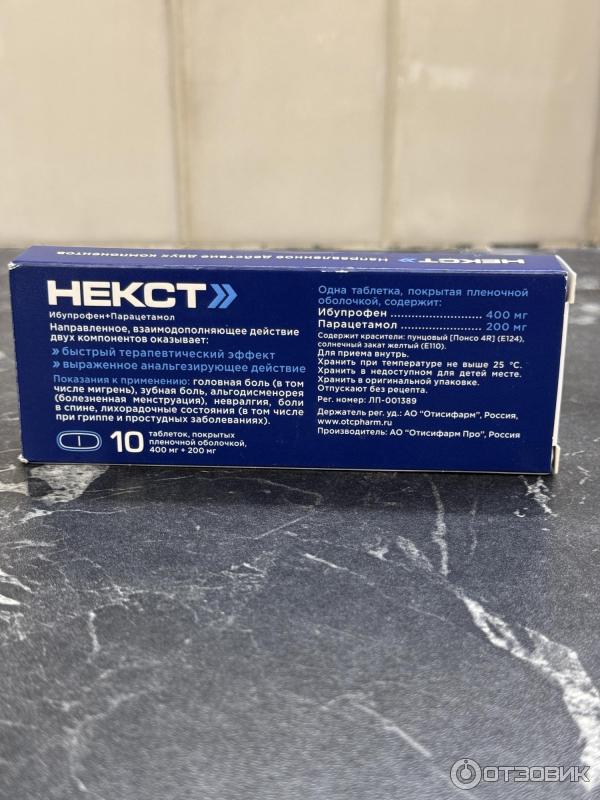 Направленное действие двух компонентов НЕКСТ
НЕКСТ
Ибупрофен+Парацетамол
Направленное, взаимодополняющее действие
двух компонентов оказывает:
» быстрый терапевтический эффект
» выраженное анальгезирующее действие
Показания к применению: головная боль (в том
числе мигрень), зубная боль, альгодисменорея
(болезненная менструация), невралгия, боли
в спине, лихорадочные состояния (в том числе
при гриппе и простудных заболеваниях).
10 таблеток, покрытых
пленочной оболочкой,
400 мг + 200 мг
Одна таблетка, покрытая пленочной
оболочкой, содержит:
Ибупрофен ........................ 400 мг
Парацетамол ..................... 200 мг
Содержит красители: пунцовый [Понсо 4R] (E124),
солнечный закат желтый (E110).
Для приема внутрь.
Хранить при температуре не выше 25 °C.
Хранить в недоступном для детей месте.
Хранить в оригинальной упаковке.
Отпускают без рецепта.
Рег. номер: ЛП-001389
Держатель рег. уд.: АО “Отисифарм”, Россия,
www.otcpharm.ru
Производитель: АО “Отисифарм Про”, Россия
ОТЗОВИК